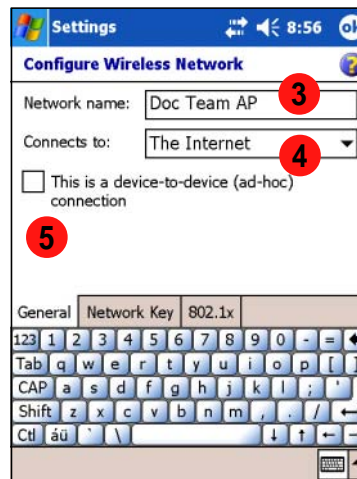 Settings 8:56 ok
Configure Wireless Network ?
Network name: Doc Team AP 3
Connects to: The Internet 4
This is a device-to-device (ad-hoc)
connection
5
General Network Key 802.1x
123 1 2 3 4 5 6 7 8 9 0 - =
Tab q w e r t y u i o p [ ]
CAP a s d f g h j k l ; '
Shift z x c v b n m , . /
Ctl áü ` \